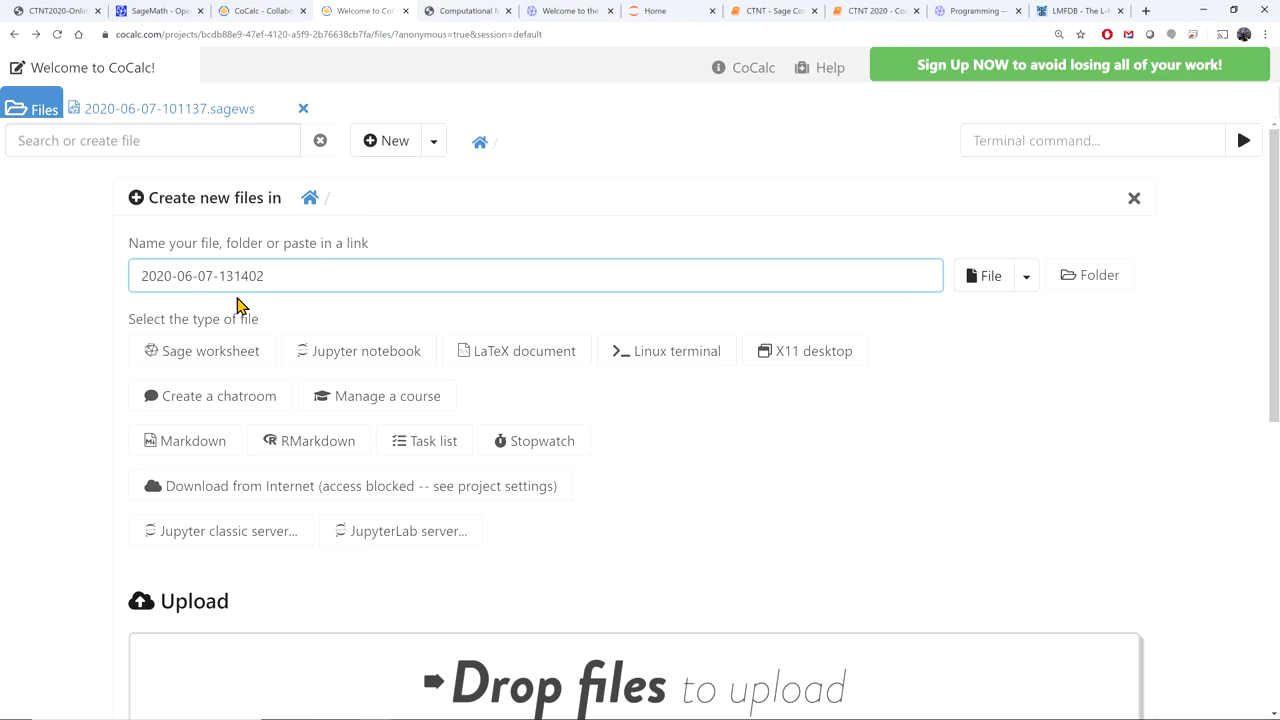 CTNT2020-Onlin
SageMath - Open
CoCalc - Collabo
Welcome to CoC
Computational M
Welcome to the
Home
CTNT - Sage Co
CTNT 2020 - Co
Programming —
LMFDB - The L-f
cocalc.com/projects/bcdb88e9-47ef-4120-a5f9-2b76638cb7fa/files/?anonymous=true&session=default
Welcome to CoCalc!
CoCalc
Help
Sign Up NOW to avoid losing all of your work!
Files
2020-06-07-101137.sagews
Search or create file
New
/
Terminal command...
Create new files in /
Name your file, folder or paste in a link
2020-06-07-131402
File
Folder
Select the type of file
Sage worksheet
Jupyter notebook
LaTeX document
Linux terminal
X11 desktop
Create a chatroom
Manage a course
Markdown
RMarkdown
Task list
Stopwatch
Download from Internet (access blocked -- see project settings)
Jupyter classic server...
JupyterLab server...
Upload
Drop files to upload